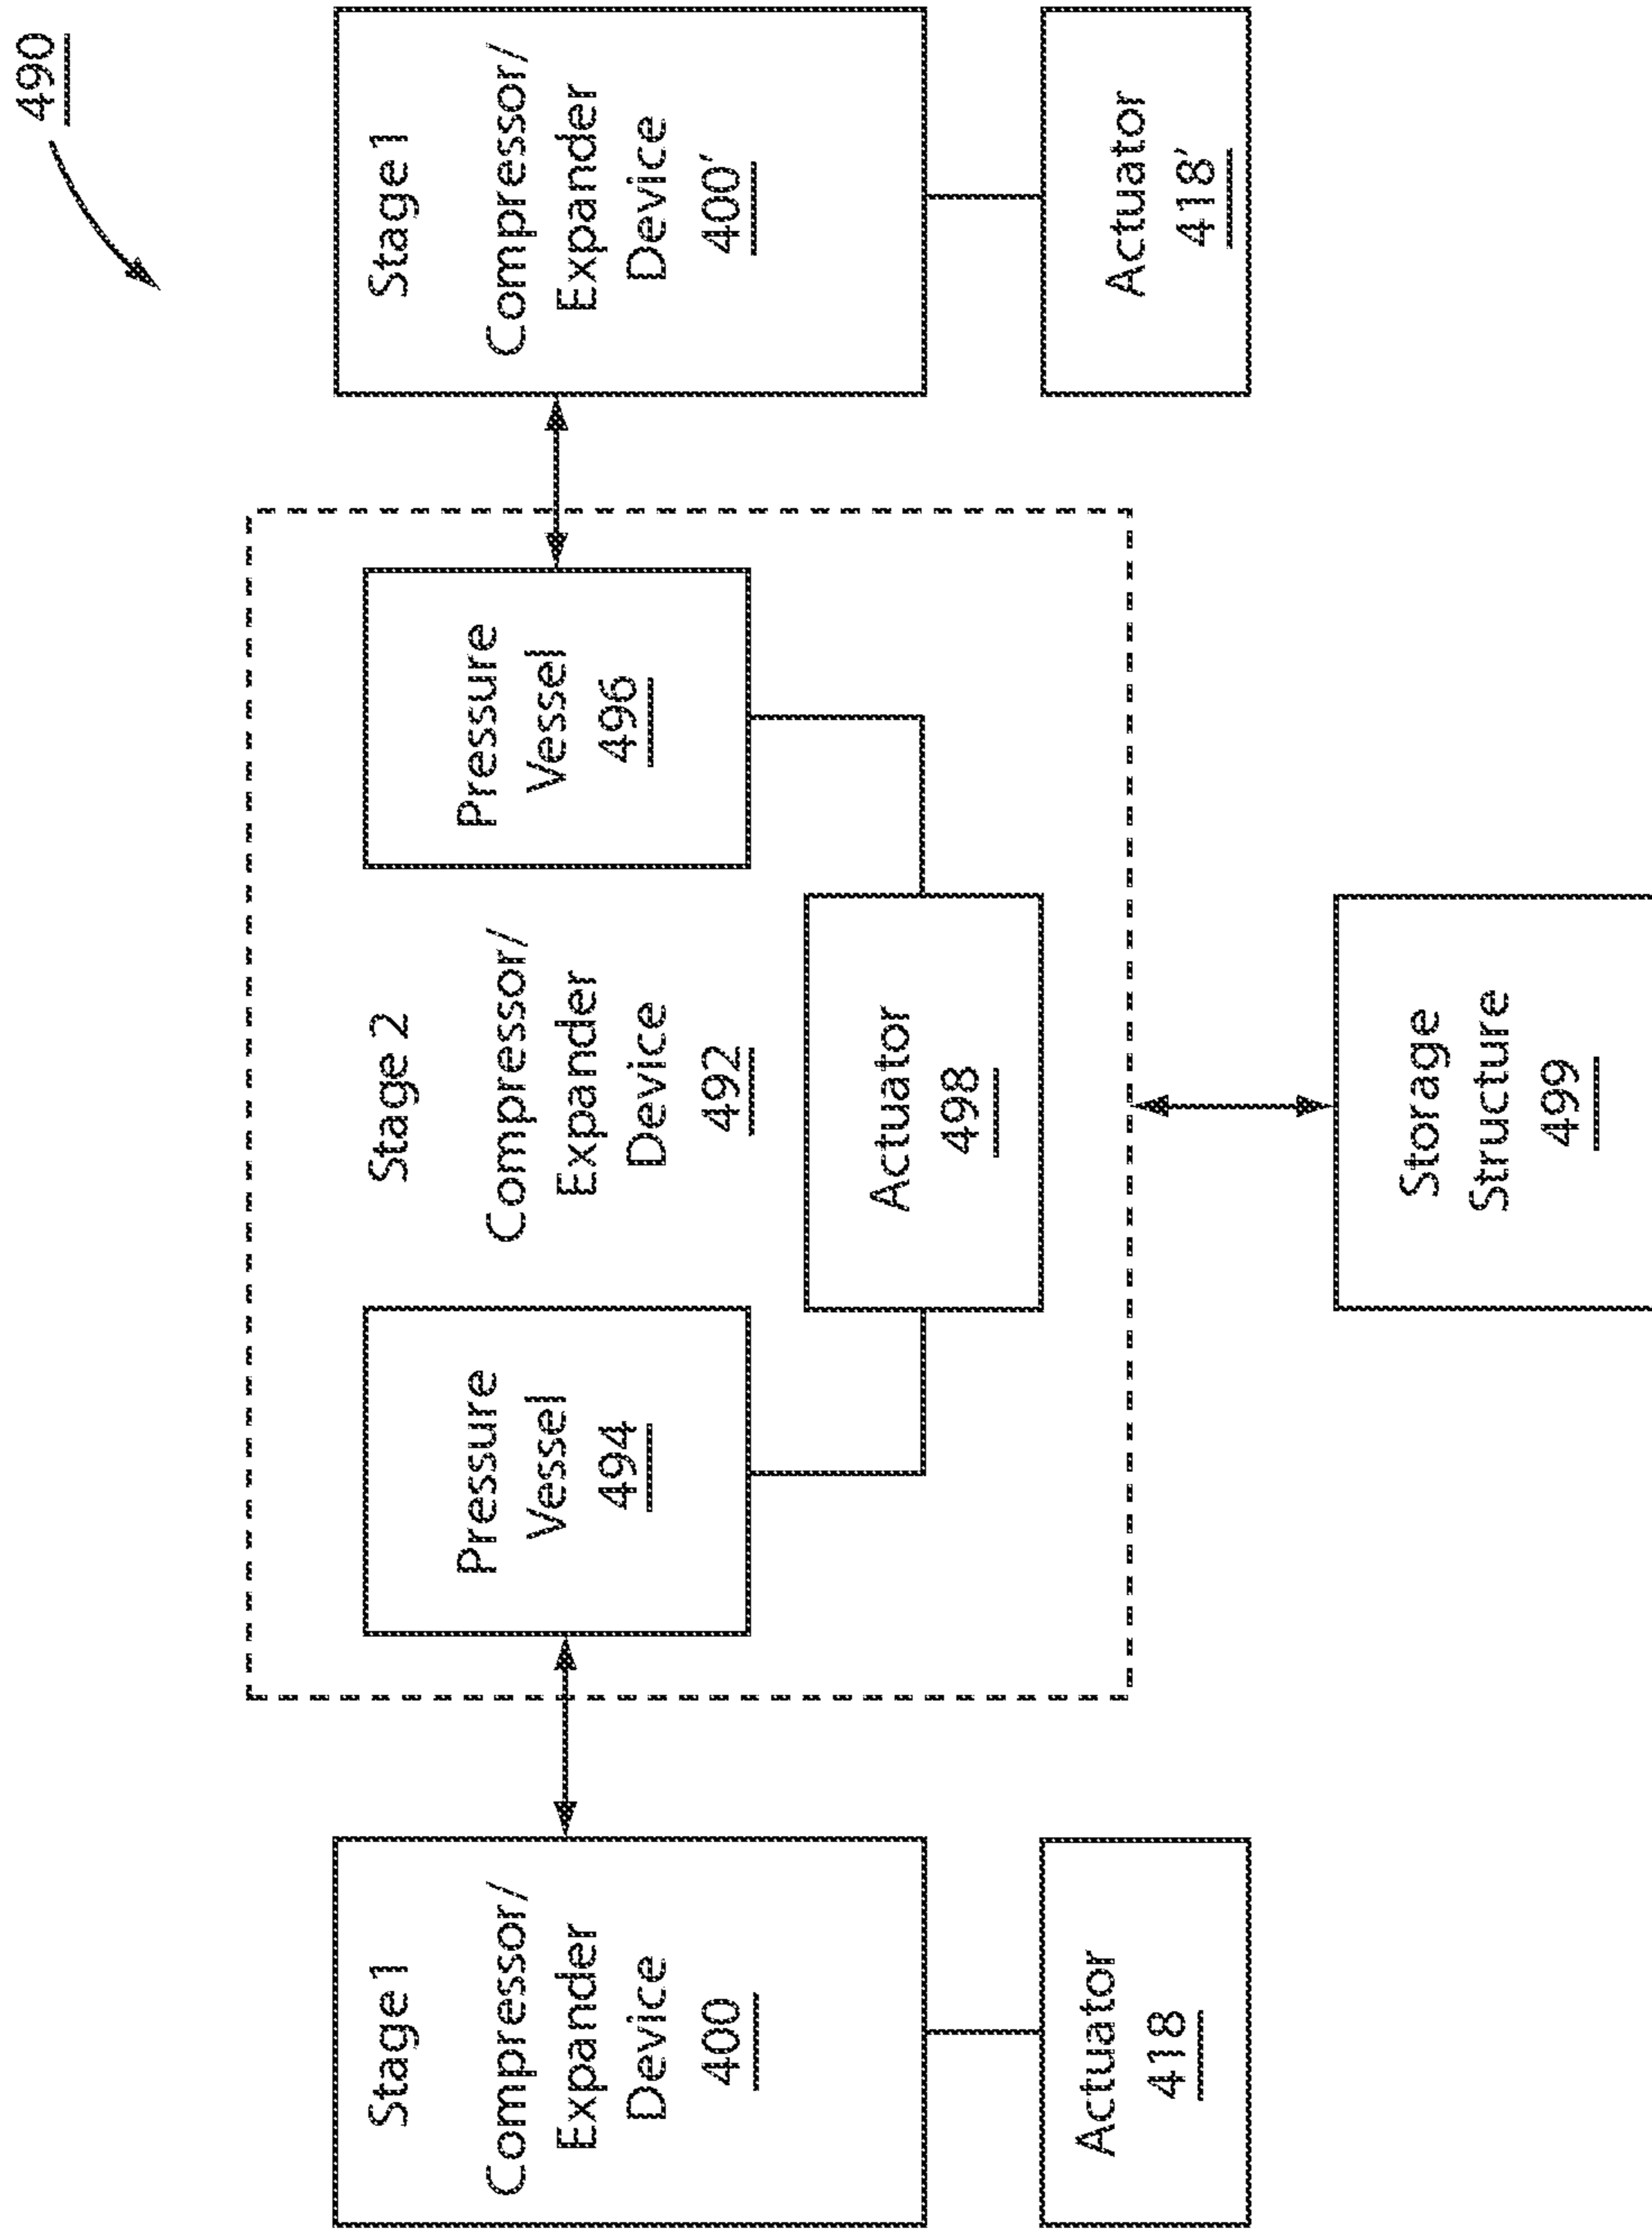 490
Stage 1
Compressor/
Expander
Device
400
Actuator
418
Stage 2
Pressure
Vessel
494
Compressor/
Expander
Device
492
Pressure
Vessel
496
Actuator
498
Stage 1
Compressor/
Expander
Device
400'
Actuator
418'
Storage
Structure
499